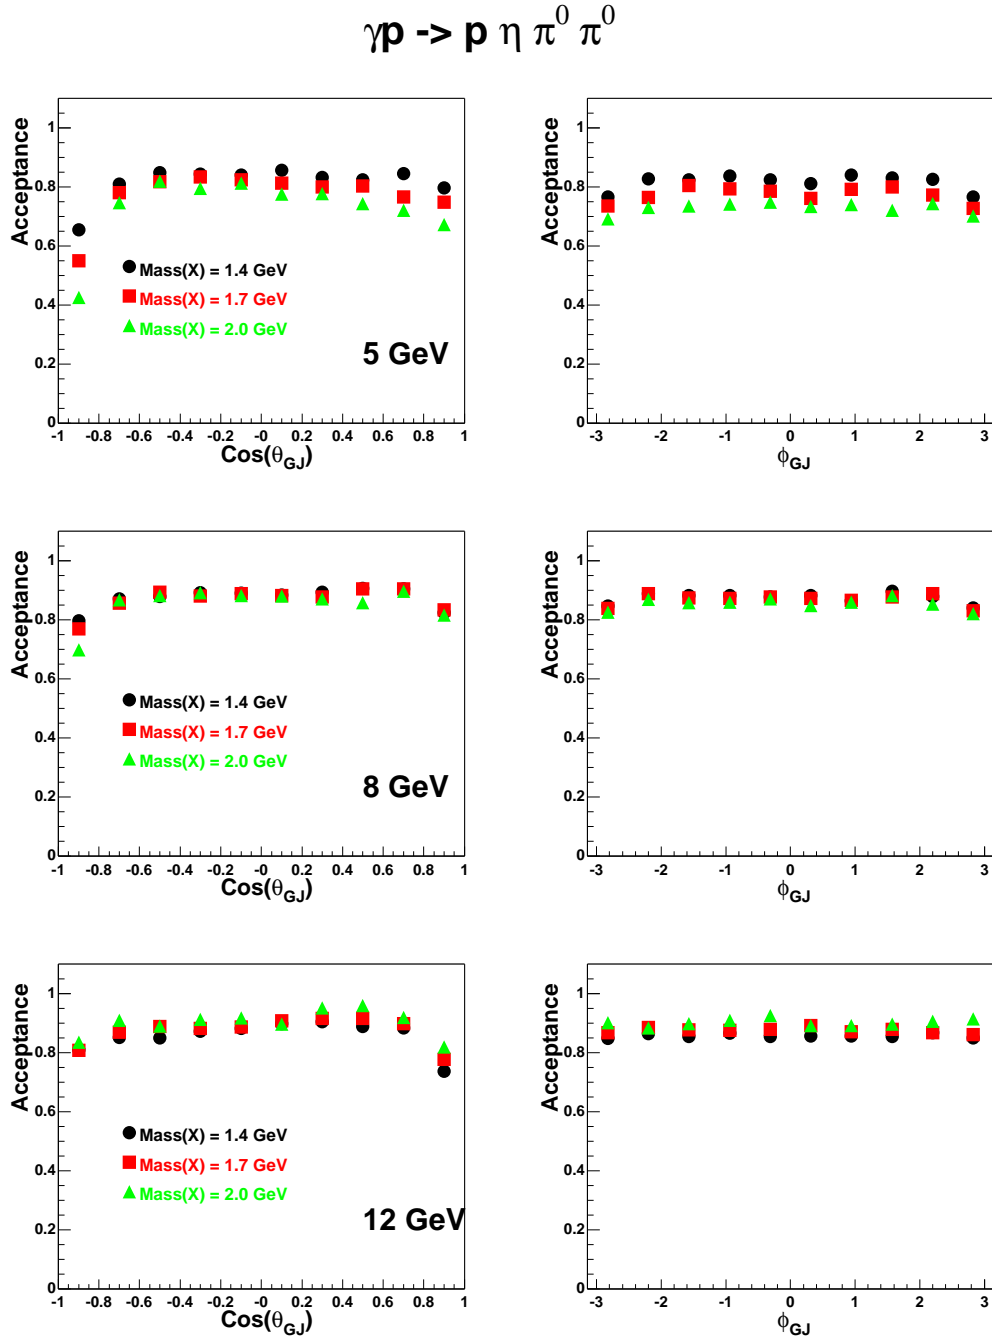 γp -> p η π⁰ π⁰
Acceptance
1
0.8
0.6
0.4
0.2
0
Mass(X) = 1.4 GeV
Mass(X) = 1.7 GeV
Mass(X) = 2.0 GeV
5 GeV
-1 -0.8 -0.6 -0.4 -0.2 -0 0.2 0.4 0.6 0.8 1
Cos(θGJ)
Acceptance
1
0.8
0.6
0.4
0.2
0
-3 -2 -1 0 1 2 3
ϕGJ
Acceptance
1
0.8
0.6
0.4
0.2
0
Mass(X) = 1.4 GeV
Mass(X) = 1.7 GeV
Mass(X) = 2.0 GeV
8 GeV
-1 -0.8 -0.6 -0.4 -0.2 -0 0.2 0.4 0.6 0.8 1
Cos(θGJ)
Acceptance
1
0.8
0.6
0.4
0.2
0
-3 -2 -1 0 1 2 3
ϕGJ
Acceptance
1
0.8
0.6
0.4
0.2
0
Mass(X) = 1.4 GeV
Mass(X) = 1.7 GeV
Mass(X) = 2.0 GeV
12 GeV
-1 -0.8 -0.6 -0.4 -0.2 -0 0.2 0.4 0.6 0.8 1
Cos(θGJ)
Acceptance
1
0.8
0.6
0.4
0.2
0
-3 -2 -1 0 1 2 3
ϕGJ